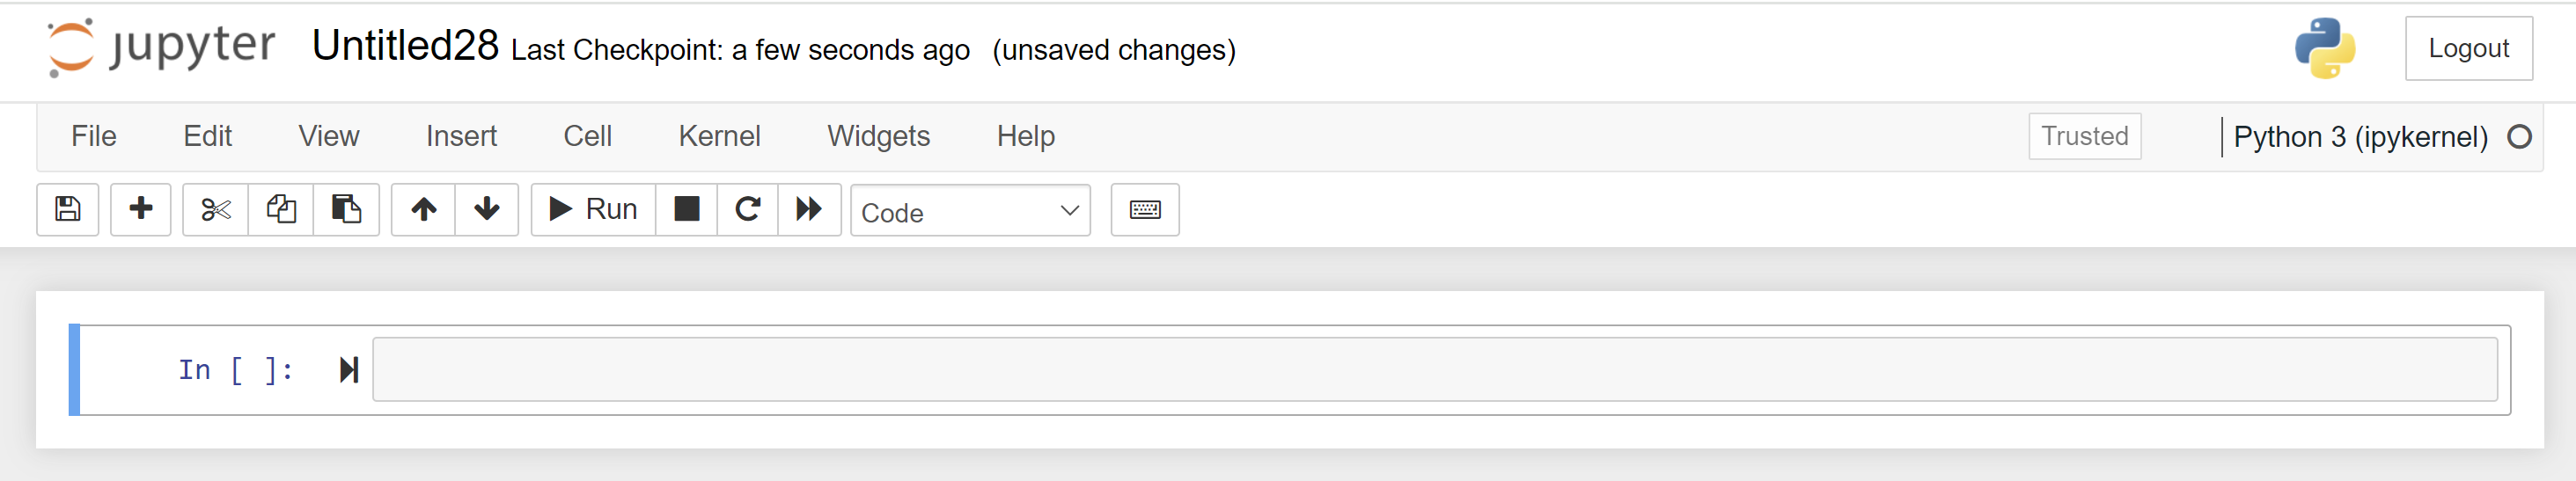 jupyter Untitled28 Last Checkpoint: a few seconds ago (unsaved changes) Logout
File Edit View Insert Cell Kernel Widgets Help Trusted Python 3 (ipykernel)
Run Code
In [ ]: